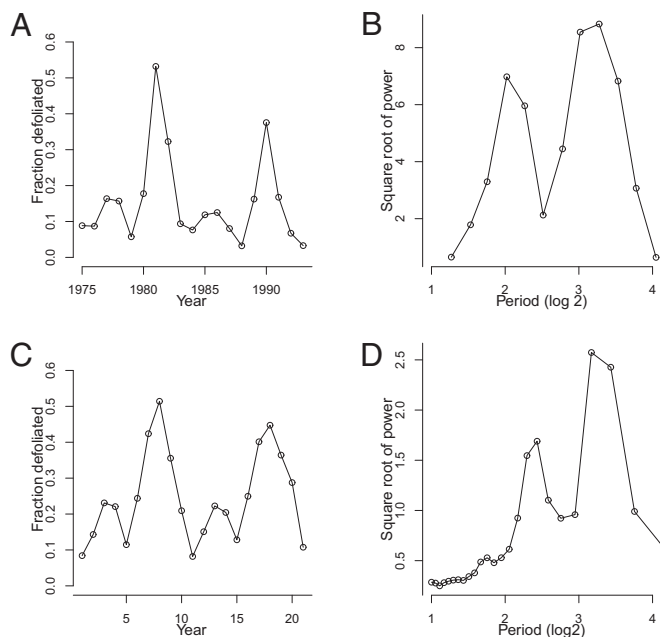 A
Fraction defoliated
0.0 0.1 0.2 0.3 0.4 0.5 0.6
1975 1980 1985 1990
Year
B
Square root of power
2 4 6 8
1 2 3 4
Period (log 2)
C
Fraction defoliated
0.0 0.1 0.2 0.3 0.4 0.5 0.6
5 10 15 20
Year
D
Square root of power
0.5 1.0 1.5 2.0 2.5
1 2 3 4
Period (log2)